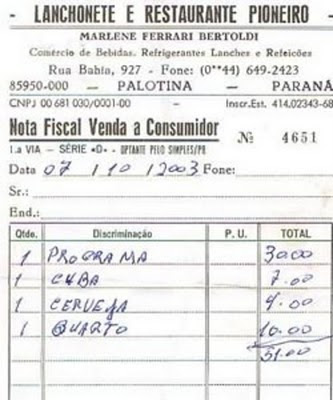 - LANCHONETE E RESTAURANTE PIONEIRO -
MARLENE FERRARI BERTOLDI
Comércio de Bebidas. Refrigerantes Lanches e Refeicões
Rua Bahia, 927 - Fone: (0**44) 649-2423
85950-000 — PALOTINA — PARANÁ
CNPJ 00 681 030/0001-00 - Inscr.Est. 414.02343-68
Nota Fiscal Venda a Consumidor Nº 4651
1.a VIA - SÉRIE «D» - OPTANTE PELO SIMPLES/PR
Data 07 / 10 / 2003 Fone:
Sr.:
End.:
Qtde. Discriminação P. U. TOTAL
1 PROGRAMA 30.00
1 CUBA 7.00
1 CERVEJA 4.00
1 QUARTO 10.00
51.00